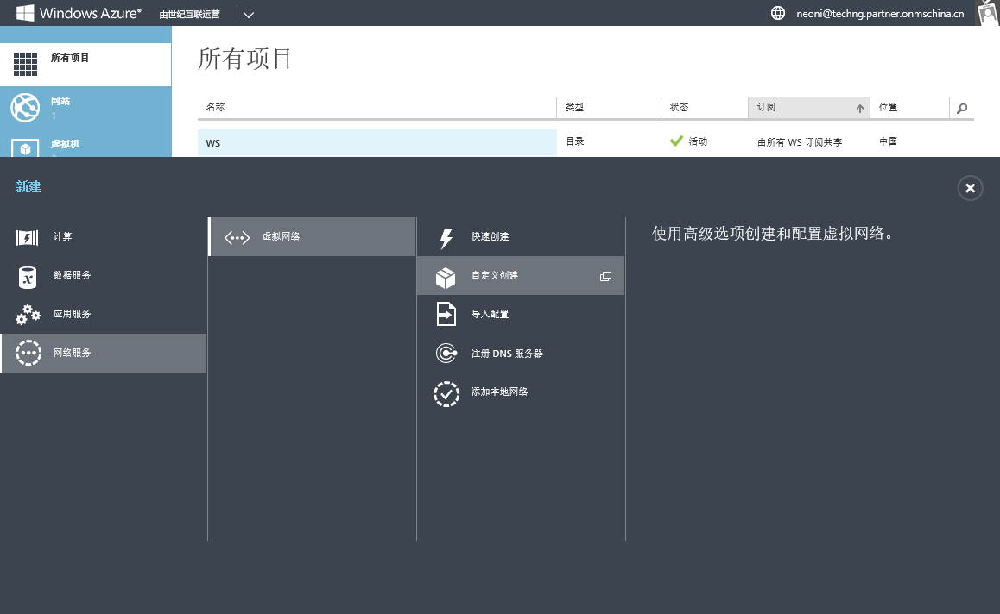 Windows Azure® 由世纪互联运营 neoni@techng.partner.onmschina.cn
所有项目
网站
1
虚拟机
所有项目
名称 类型 状态 订阅 位置
WS 目录 活动 由所有 WS 订阅共享 中国
新建
计算
数据服务
应用服务
网络服务
虚拟网络
快速创建
自定义创建
导入配置
注册 DNS 服务器
添加本地网络
使用高级选项创建和配置虚拟网络。